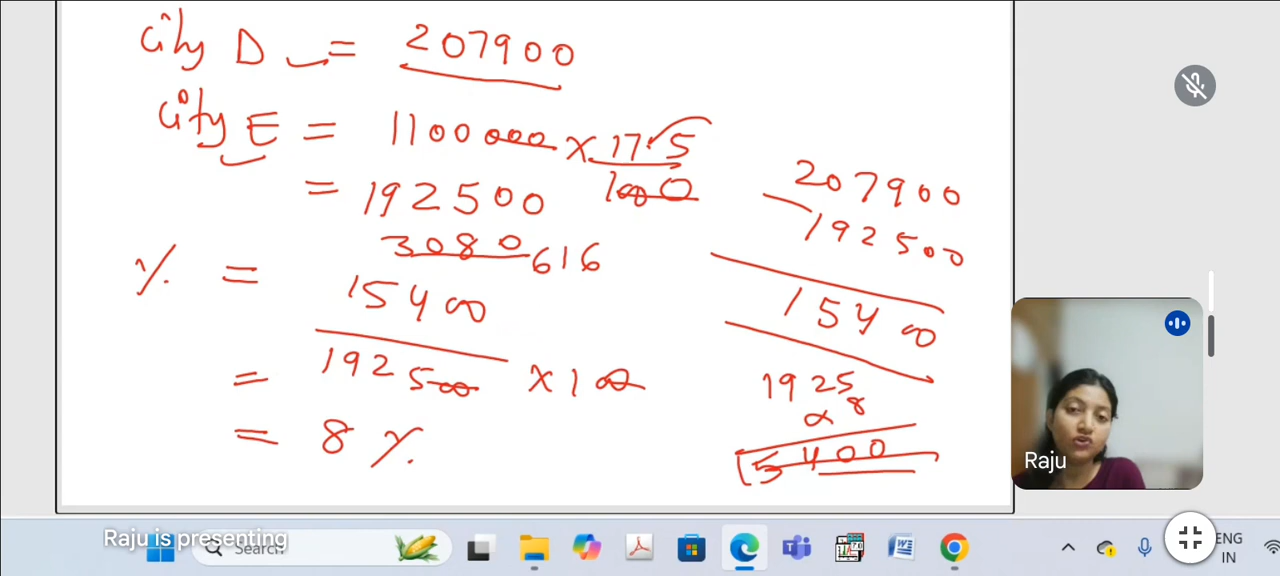 City D = 207900
City E = 1100000 × 17.5
100 0
= 192500
3080 616
% = 15400
= 192500 × 100
= 8 %
207900
192500
15400
1925
× 8
15400
Raju
Raju is presenting
Search
ENG
IN